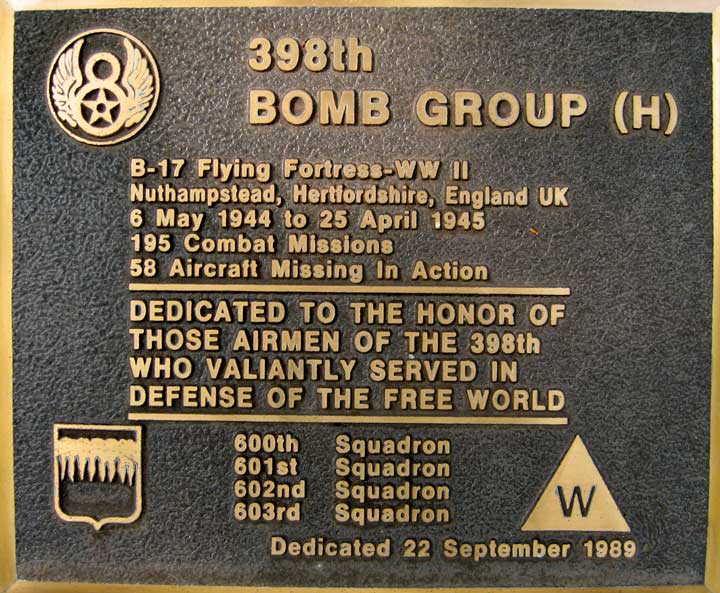 8
398th
BOMB GROUP (H)
B-17 Flying Fortress-WW II
Nuthampstead, Hertfordshire, England UK
6 May 1944 to 25 April 1945
195 Combat Missions
58 Aircraft Missing In Action
DEDICATED TO THE HONOR OF
THOSE AIRMEN OF THE 398th
WHO VALIANTLY SERVED IN
DEFENSE OF THE FREE WORLD
600th Squadron
601st Squadron
602nd Squadron
603rd Squadron
W
Dedicated 22 September 1989